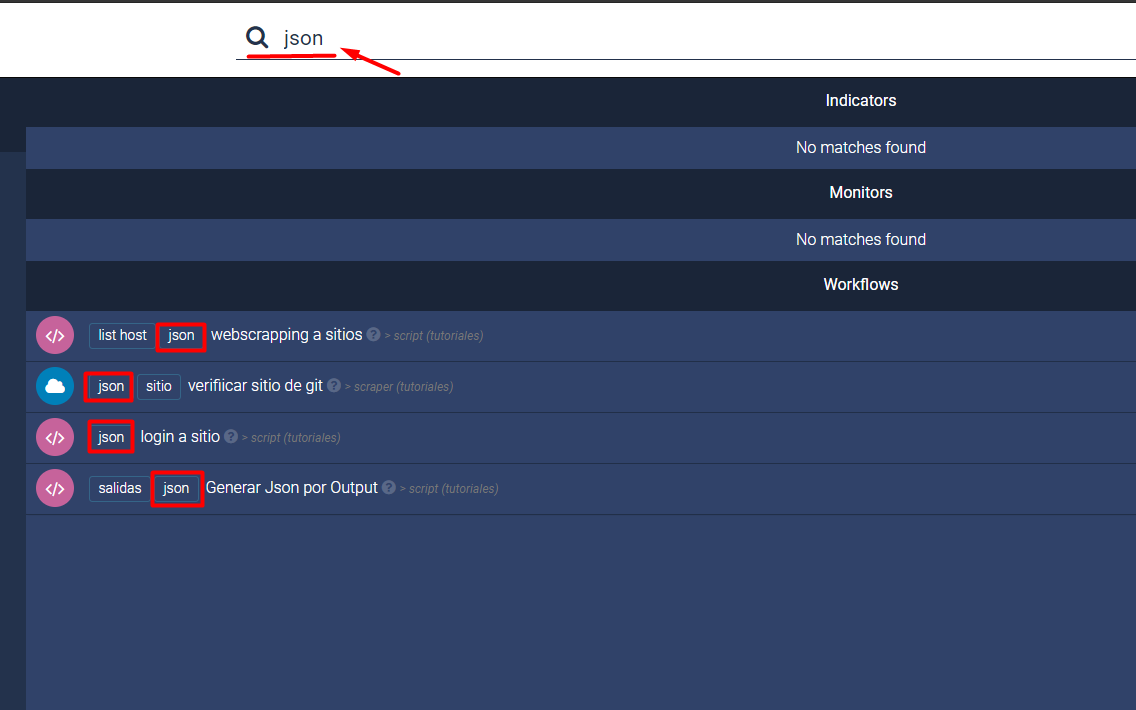 json
Indicators
No matches found
Monitors
No matches found
Workflows
list host json webscrapping a sitios ? > script (tutoriales)
json sitio verifiicar sitio de git ? > scraper (tutoriales)
json login a sitio ? > script (tutoriales)
salidas json Generar Json por Output ? > script (tutoriales)